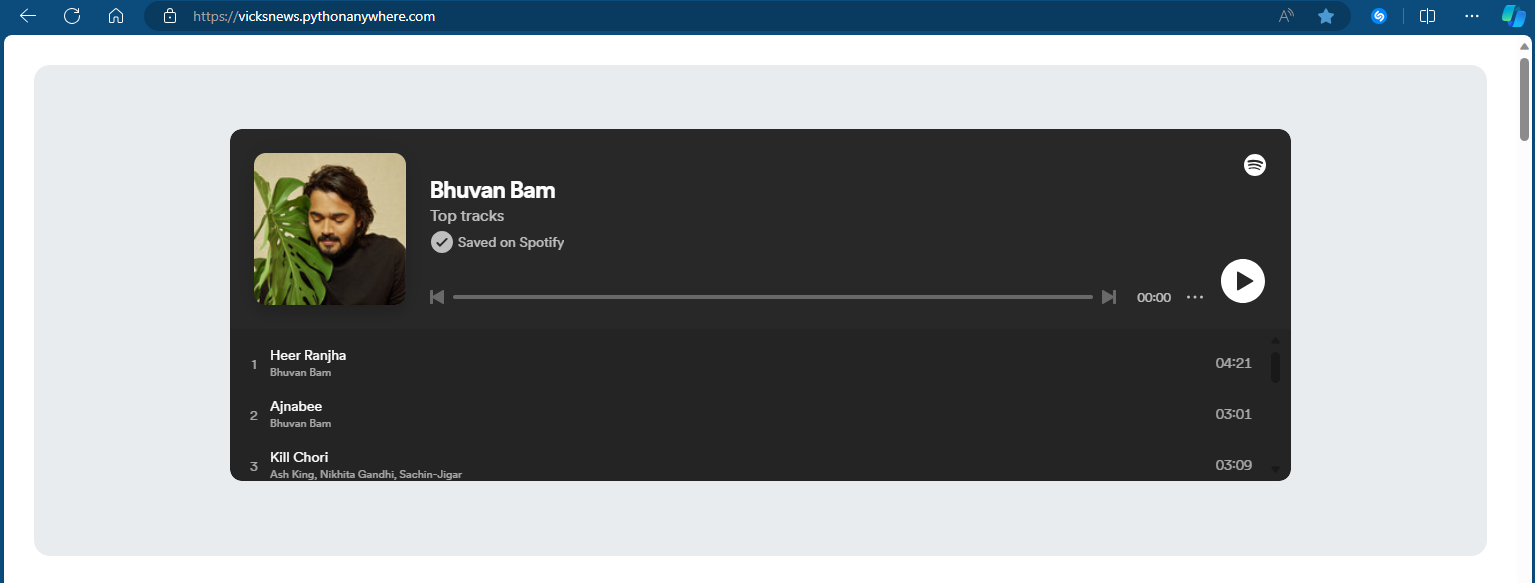 https://vicksnews.pythonanywhere.com
Bhuvan Bam
Top tracks
Saved on Spotify
00:00
1 Heer Ranjha 04:21
Bhuvan Bam
2 Ajnabee 03:01
Bhuvan Bam
3 Kill Chori 03:09
Ash King, Nikhita Gandhi, Sachin-Jigar